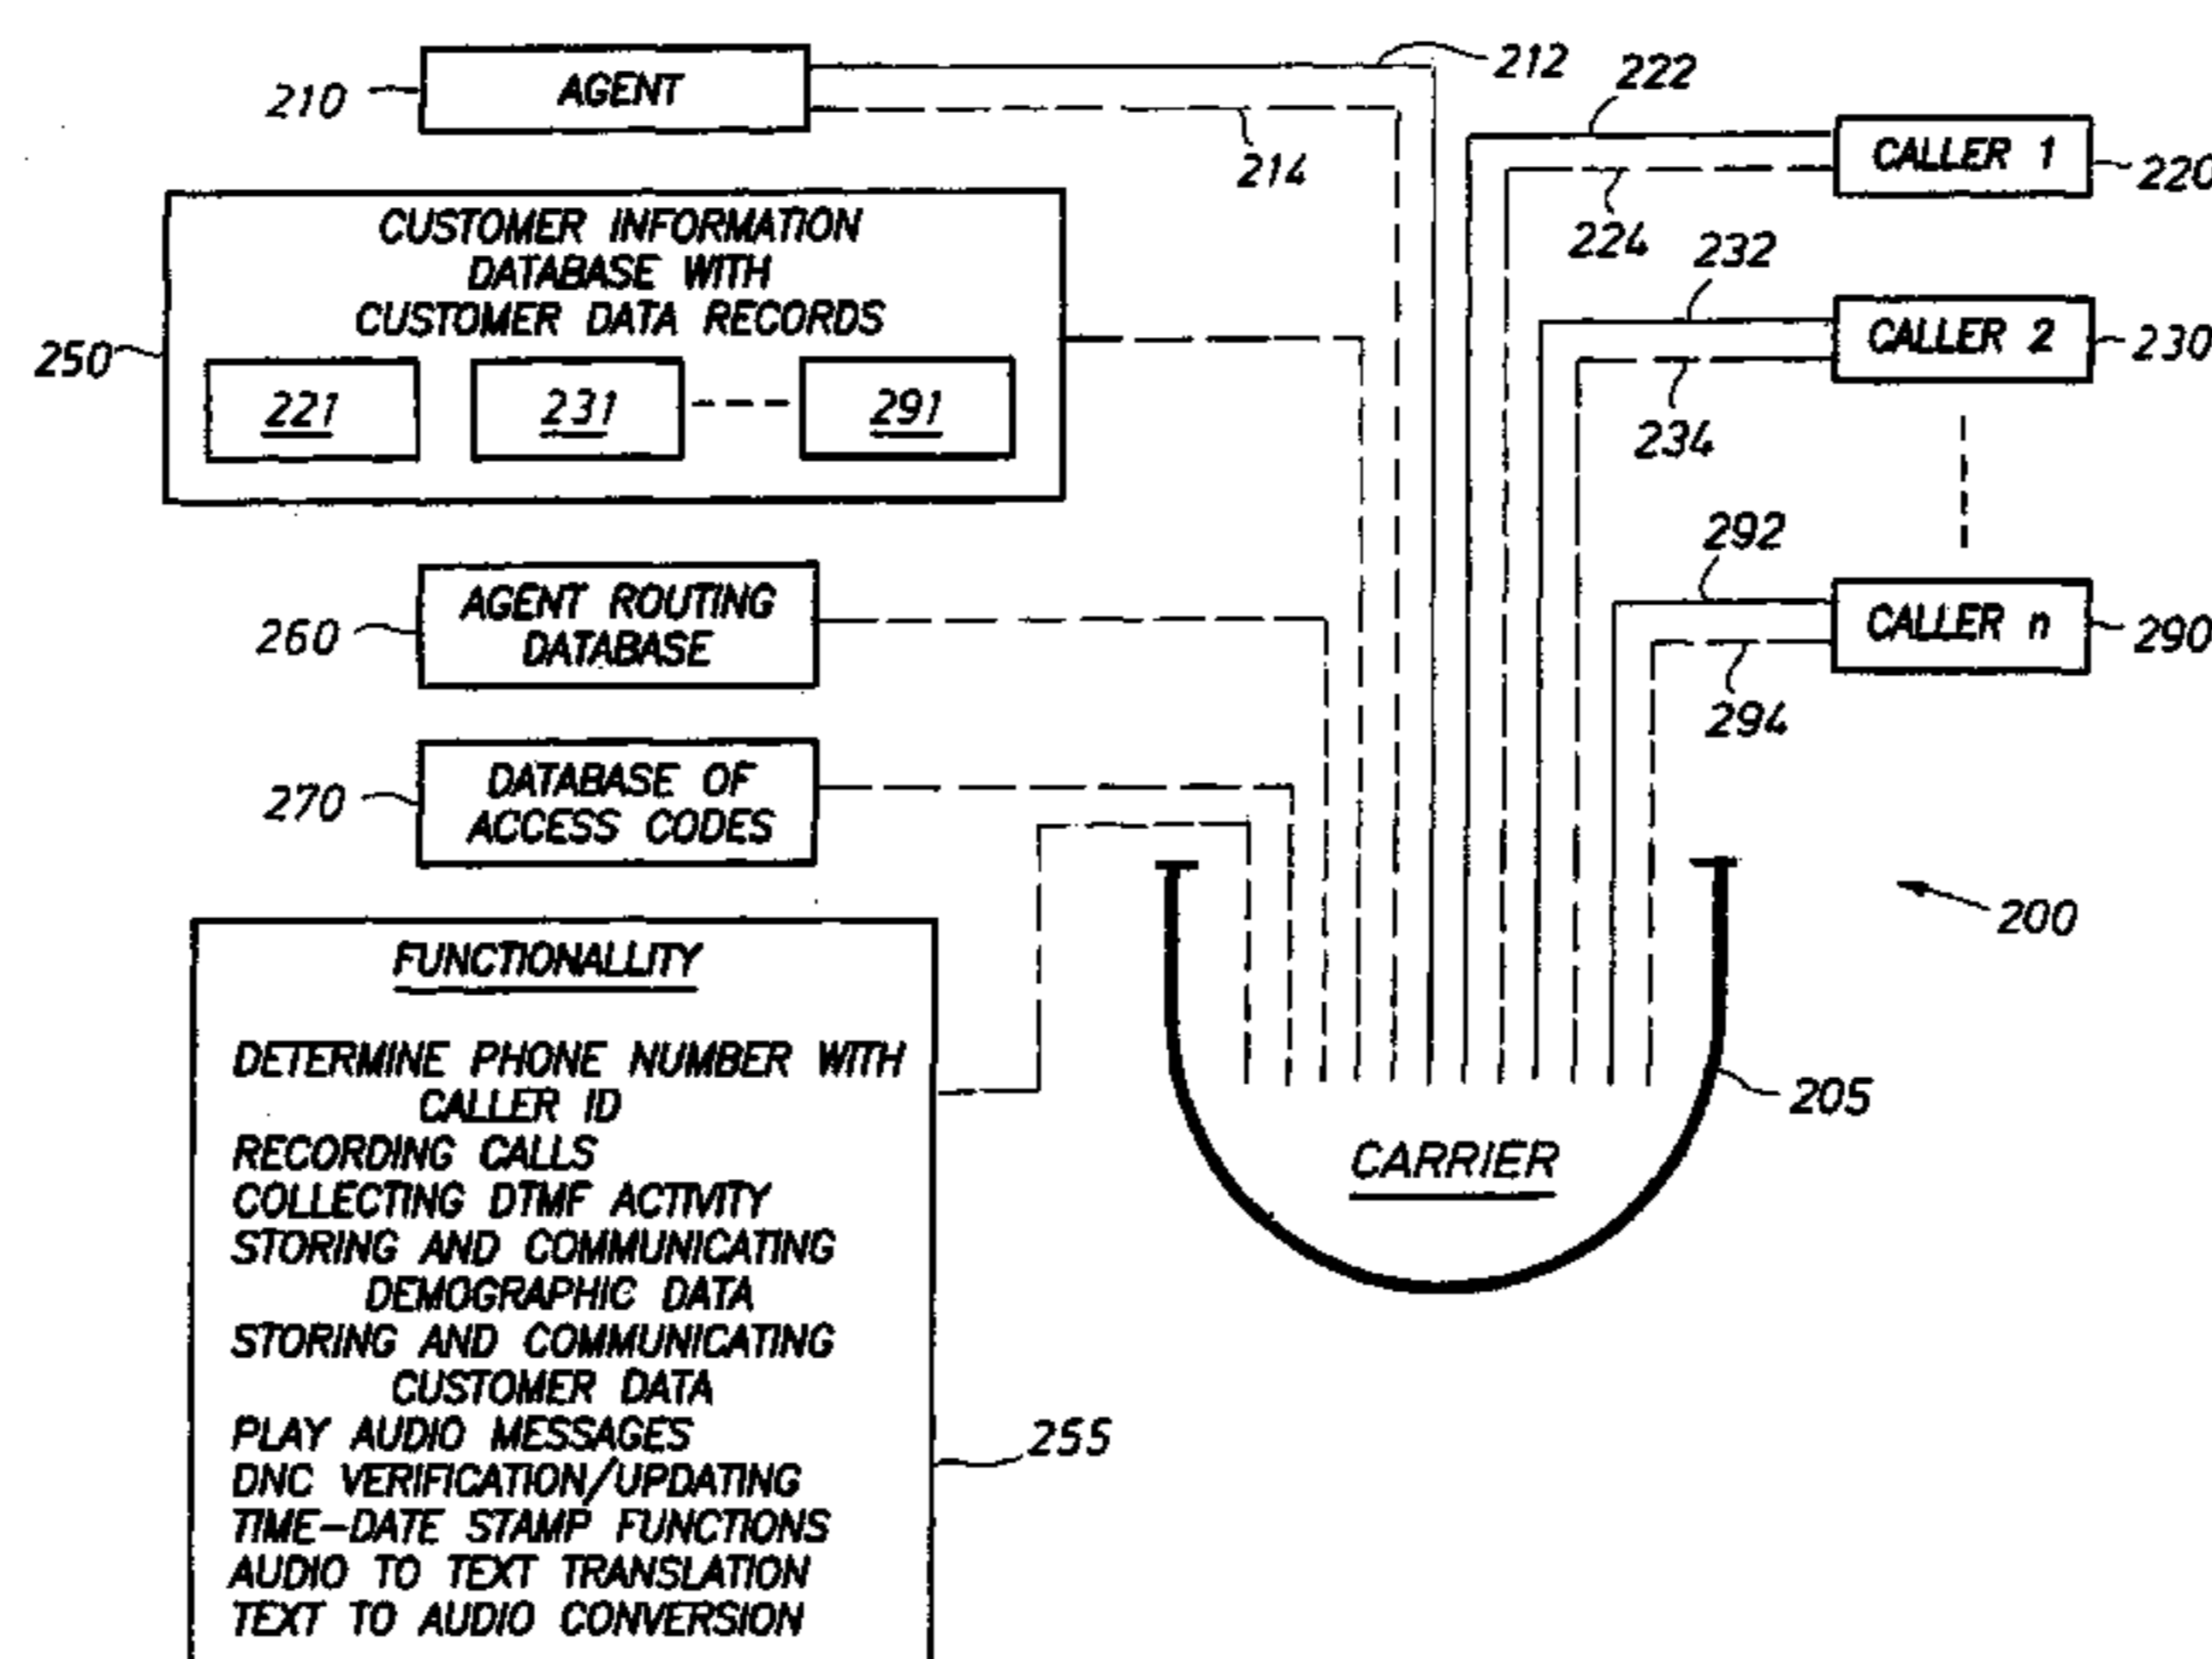 210
AGENT
212
214
222
CALLER 1
220
224
CUSTOMER INFORMATION
DATABASE WITH
CUSTOMER DATA RECORDS
250
221
231
291
232
CALLER 2
230
234
292
CALLER n
290
294
260
AGENT ROUTING
DATABASE
270
DATABASE OF
ACCESS CODES
200
205
CARRIER
FUNCTIONALLITY
DETERMINE PHONE NUMBER WITH
CALLER ID
RECORDING CALLS
COLLECTING DTMF ACTIVITY
STORING AND COMMUNICATING
DEMOGRAPHIC DATA
STORING AND COMMUNICATING
CUSTOMER DATA
PLAY AUDIO MESSAGES
DNC VERIFICATION/UPDATING
TIME-DATE STAMP FUNCTIONS
AUDIO TO TEXT TRANSLATION
TEXT TO AUDIO CONVERSION
255